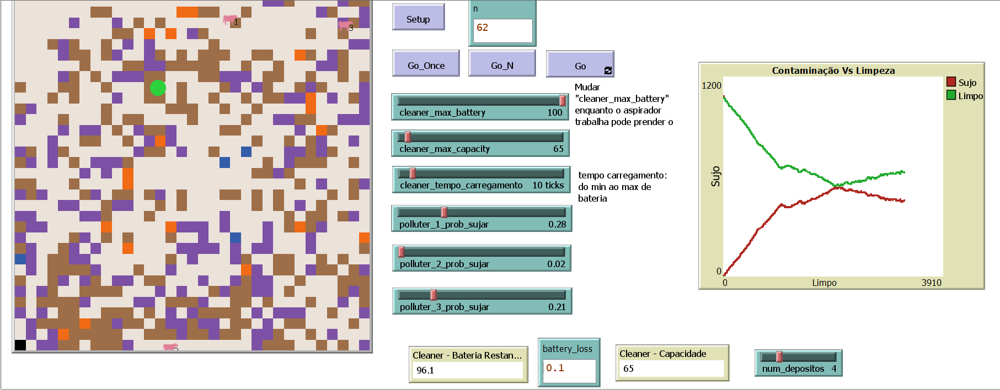 1
3
2
Setup
n
62
Go_Once
Go_N
Go
Mudar
"cleaner_max_battery"
enquanto o aspirador
trabalha pode prender o
cleaner_max_battery 100
cleaner_max_capacity 65
cleaner_tempo_carregamento 10 ticks
tempo carregamento:
do min ao max de
bateria
polluter_1_prob_sujar 0.28
polluter_2_prob_sujar 0.02
polluter_3_prob_sujar 0.21
Contaminação Vs Limpeza
1200
Sujo
0
0
Limpo
3910
Sujo
Limpo
Cleaner - Bateria Restan...
96.1
battery_loss
0.1
Cleaner - Capacidade
65
num_depositos 4